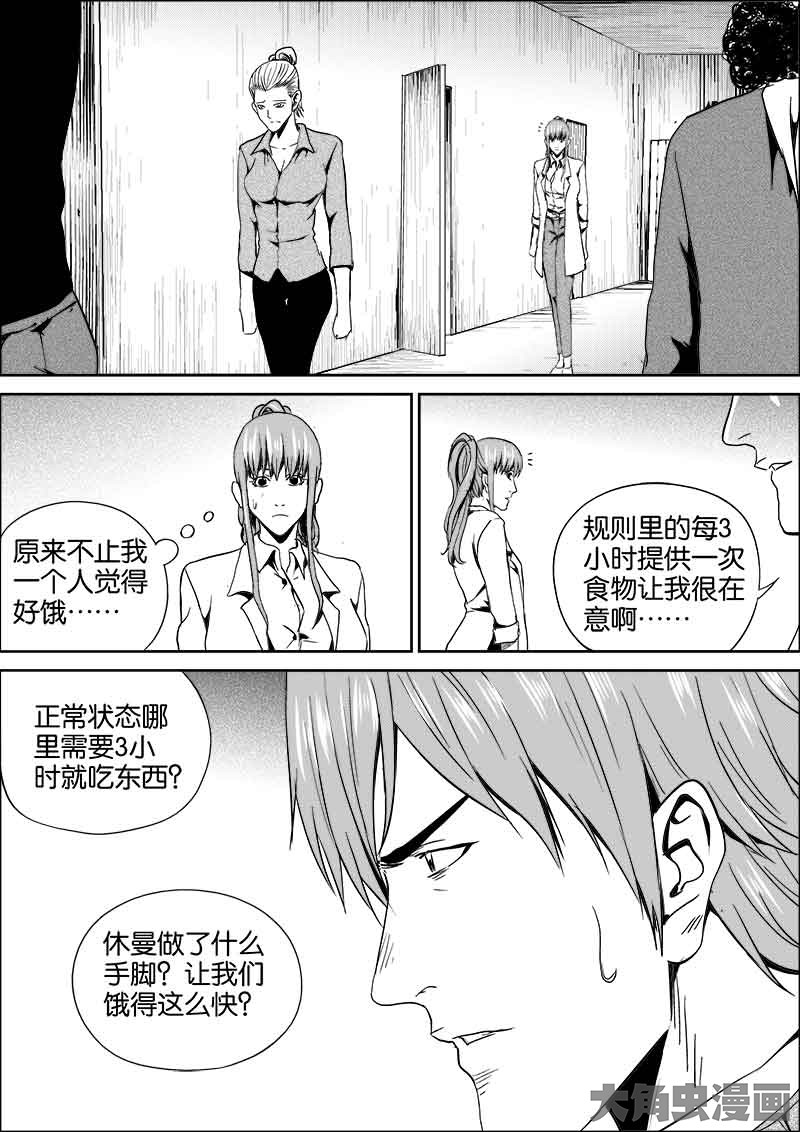 原来不止我
一个人觉得
好饿……
规则里的每3
小时提供一次
食物让我很在
意啊……
正常状态哪
里需要3小
时就吃东西？
休曼做了什么
手脚？让我们
饿得这么快？
大角虫漫画